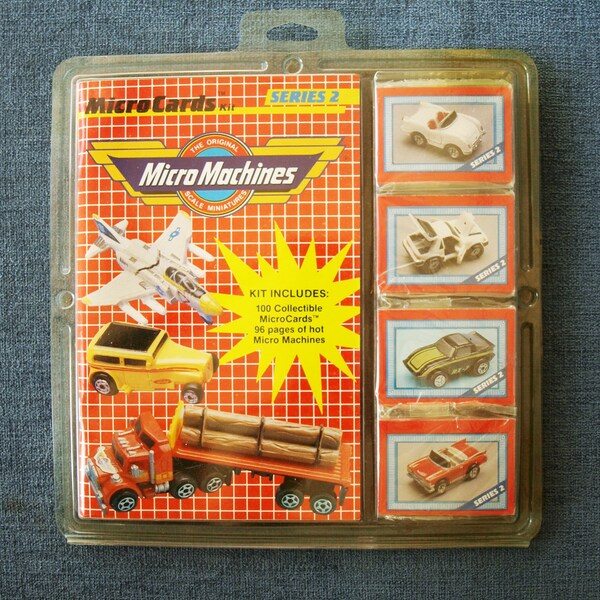 MicroCards™ Kit
SERIES 2
THE ORIGINAL
Micro Machines
SCALE MINIATURES
KIT INCLUDES:
100 Collectible
MicroCards™
96 pages of hot
Micro Machines
SERIES 2
SERIES 2
SERIES 2
SERIES 2